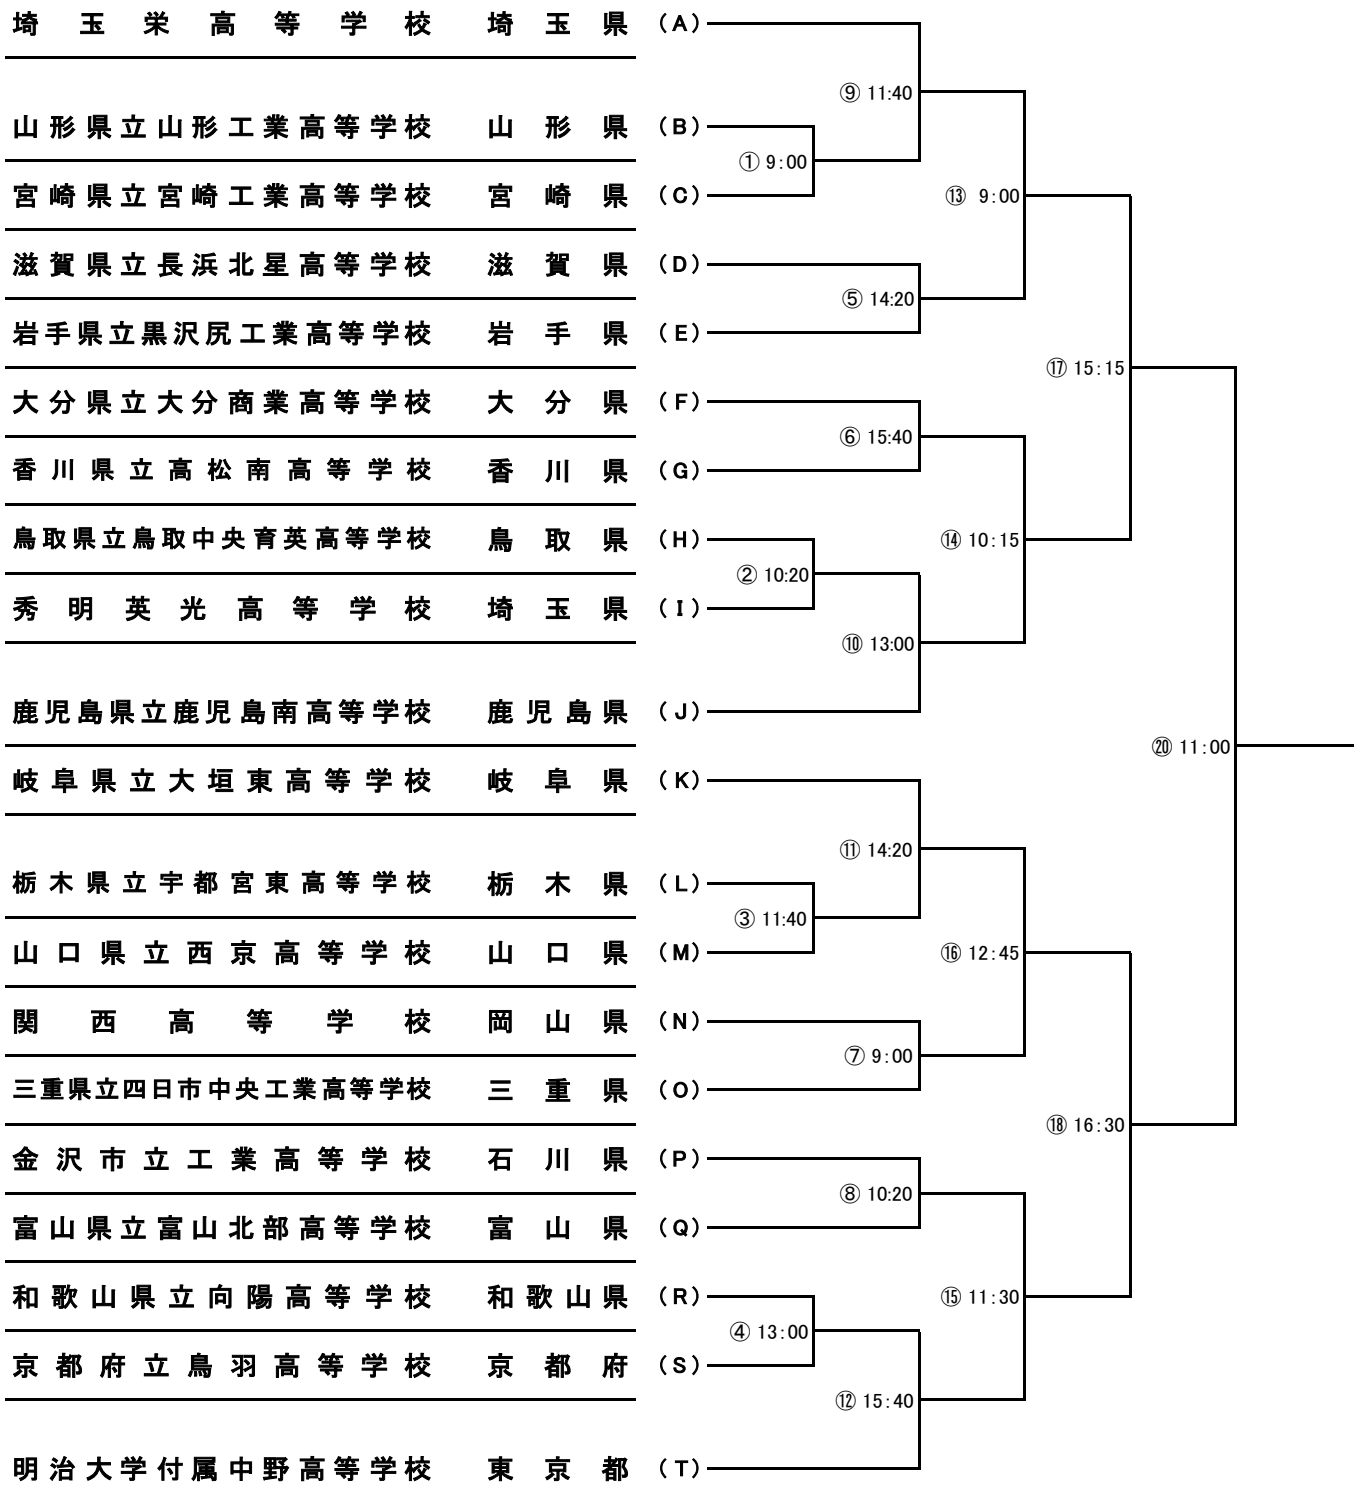 埼玉栄高等学校 埼玉県 (A)
⑨ 11:40
山形県立山形工業高等学校 山形県 (B)
① 9:00
宮崎県立宮崎工業高等学校 宮崎県 (C)
⑬ 9:00
滋賀県立長浜北星高等学校 滋賀県 (D)
⑤ 14:20
岩手県立黒沢尻工業高等学校 岩手県 (E)
⑰ 15:15
大分県立大分商業高等学校 大分県 (F)
⑥ 15:40
香川県立高松南高等学校 香川県 (G)
鳥取県立鳥取中央育英高等学校 鳥取県 (H)
⑭ 10:15
② 10:20
秀明英光高等学校 埼玉県 (I)
⑩ 13:00
鹿児島県立鹿児島南高等学校 鹿児島県 (J)
⑳ 11:00
岐阜県立大垣東高等学校 岐阜県 (K)
⑪ 14:20
栃木県立宇都宮東高等学校 栃木県 (L)
③ 11:40
山口県立西京高等学校 山口県 (M)
⑯ 12:45
関西高等学校 岡山県 (N)
⑦ 9:00
三重県立四日市中央工業高等学校 三重県 (O)
⑱ 16:30
金沢市立工業高等学校 石川県 (P)
⑧ 10:20
富山県立富山北部高等学校 富山県 (Q)
和歌山県立向陽高等学校 和歌山県 (R)
⑮ 11:30
④ 13:00
京都府立鳥羽高等学校 京都府 (S)
⑫ 15:40
明治大学付属中野高等学校 東京都 (T)